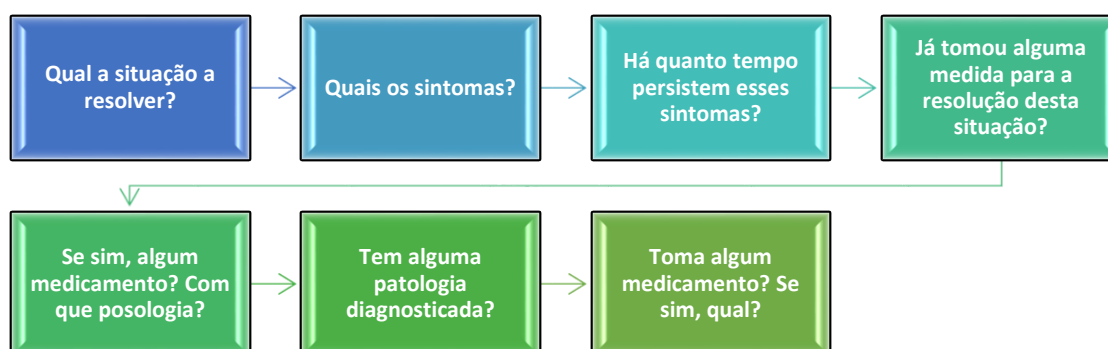 Qual a situação a
resolver?
Quais os sintomas?
Há quanto tempo
persistem esses
sintomas?
Já tomou alguma
medida para a
resolução desta
situação?
Se sim, algum
medicamento? Com
que posologia?
Tem alguma
patologia
diagnosticada?
Toma algum
medicamento? Se
sim, qual?